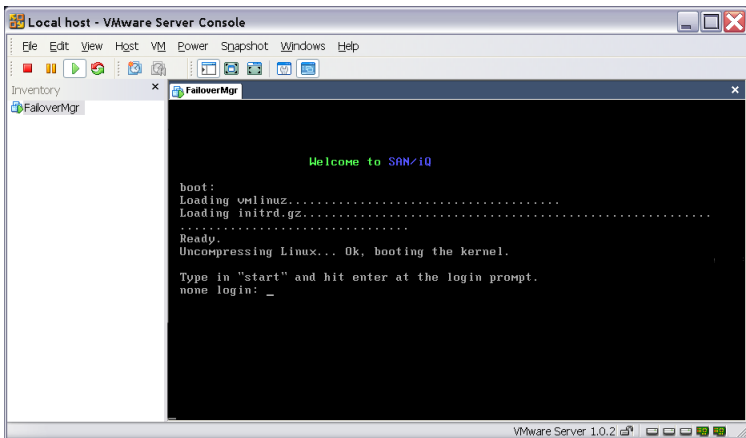 Local host - VMware Server Console
File Edit View Host VM Power Snapshot Windows Help
Inventory
FailoverMgr
FailoverMgr
Welcome to SAN/iQ
boot:
Loading vmlinuz......................................
Loading initrd.gz.........................................................
................................
Ready.
Uncompressing Linux... Ok, booting the kernel.
Type in "start" and hit enter at the login prompt.
none login: _
VMware Server 1.0.2